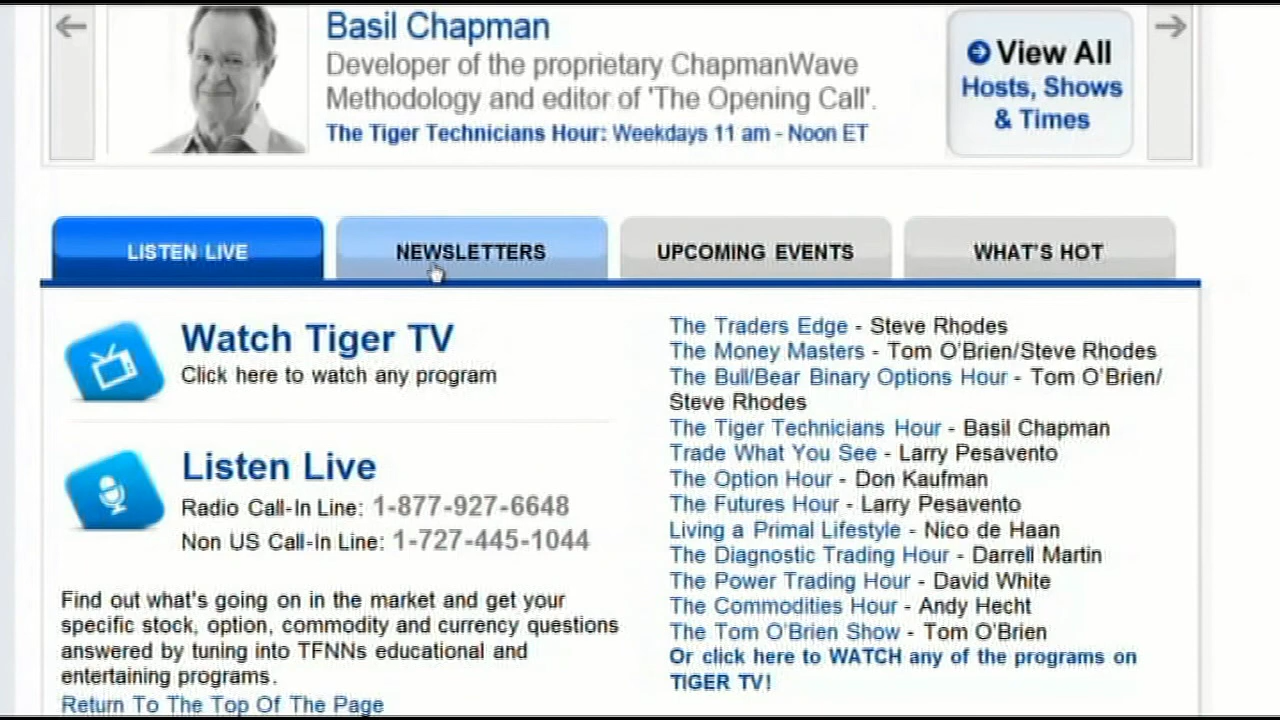 Basil Chapman
Developer of the proprietary ChapmanWave
Methodology and editor of 'The Opening Call'.
The Tiger Technicians Hour: Weekdays 11 am - Noon ET
View All
Hosts, Shows
& Times
LISTEN LIVE
NEWSLETTERS
UPCOMING EVENTS
WHAT'S HOT
Watch Tiger TV
Click here to watch any program
Listen Live
Radio Call-In Line: 1-877-927-6648
Non US Call-In Line: 1-727-445-1044
Find out what's going on in the market and get your
specific stock, option, commodity and currency questions
answered by tuning into TFNNs educational and
entertaining programs.
Return To The Top Of The Page
The Traders Edge - Steve Rhodes
The Money Masters - Tom O'Brien/Steve Rhodes
The Bull/Bear Binary Options Hour - Tom O'Brien/
Steve Rhodes
The Tiger Technicians Hour - Basil Chapman
Trade What You See - Larry Pesavento
The Option Hour - Don Kaufman
The Futures Hour - Larry Pesavento
Living a Primal Lifestyle - Nico de Haan
The Diagnostic Trading Hour - Darrell Martin
The Power Trading Hour - David White
The Commodities Hour - Andy Hecht
The Tom O'Brien Show - Tom O'Brien
Or click here to WATCH any of the programs on
TIGER TV!